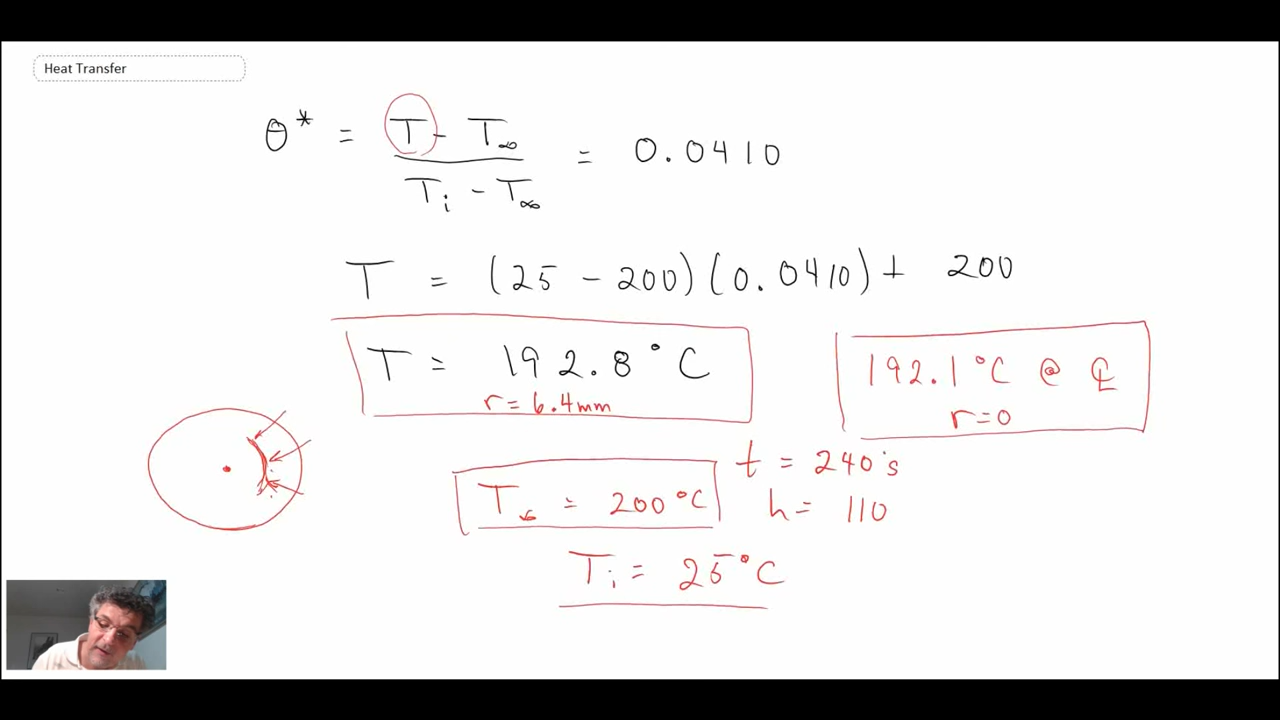 Heat Transfer
θ* = T - T∞ / Ti - T∞ = 0.0410
T = (25 - 200)(0.0410) + 200
T = 192.8°C
r = 6.4mm
192.1°C @ ℄
r=0
t = 240 s
h = 110
T∞ = 200°C
Ti = 25°C